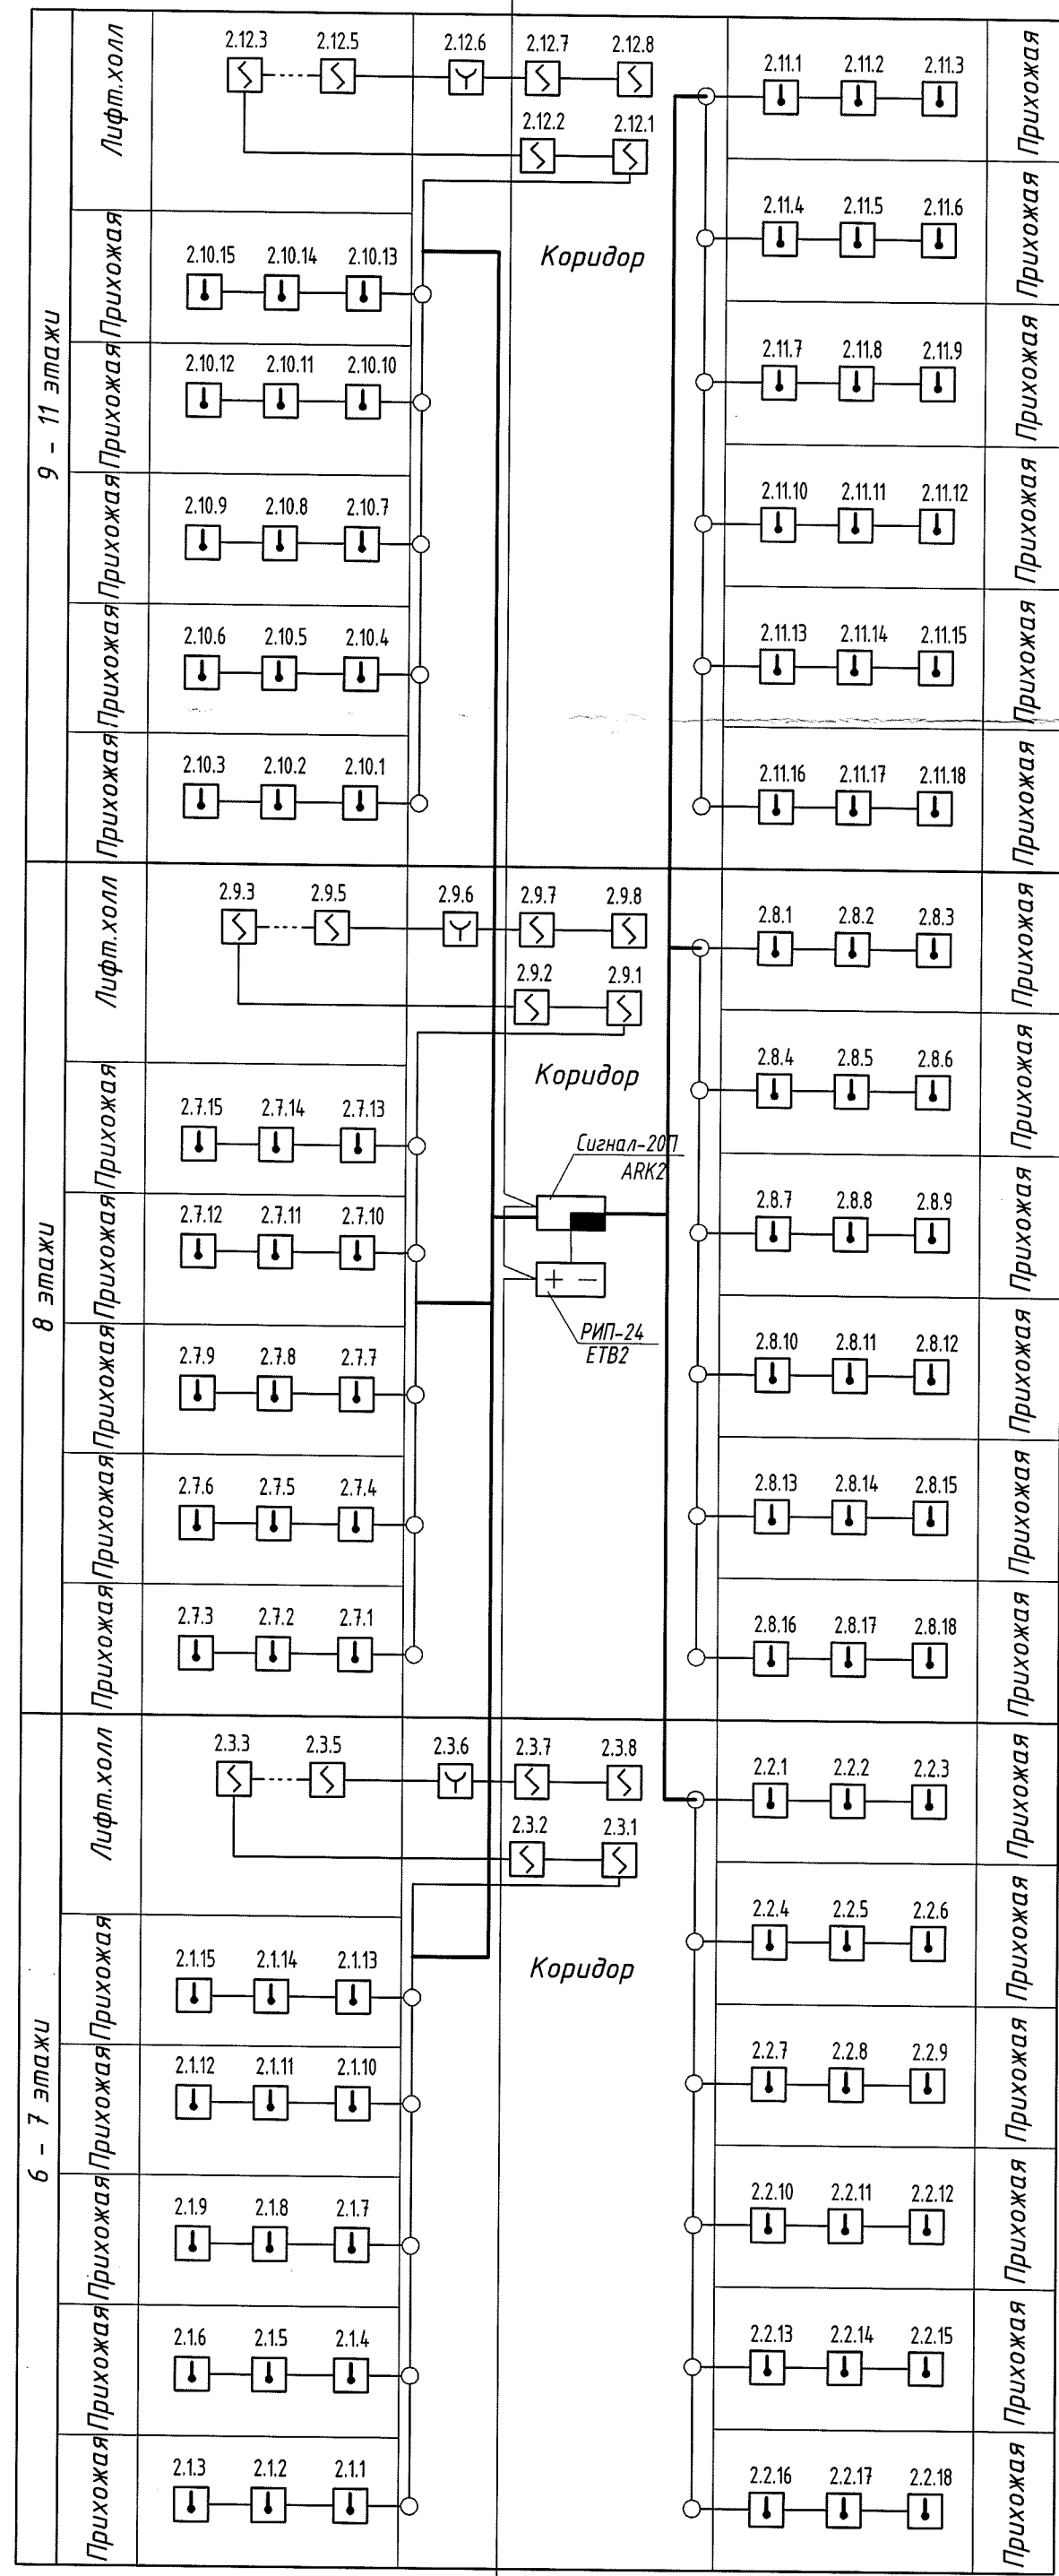 9 - 11 этажи
Лифт.холл
2.12.3 2.12.5 2.12.6 2.12.7 2.12.8
2.12.2 2.12.1
Коридор
Прихожая
2.10.15 2.10.14 2.10.13
Прихожая
2.10.12 2.10.11 2.10.10
Прихожая
2.10.9 2.10.8 2.10.7
Прихожая
2.10.6 2.10.5 2.10.4
Прихожая
2.10.3 2.10.2 2.10.1
2.11.1 2.11.2 2.11.3
Прихожая
2.11.4 2.11.5 2.11.6
Прихожая
2.11.7 2.11.8 2.11.9
Прихожая
2.11.10 2.11.11 2.11.12
Прихожая
2.11.13 2.11.14 2.11.15
Прихожая
2.11.16 2.11.17 2.11.18
Прихожая
8 этажи
Лифт.холл
2.9.3 2.9.5 2.9.6 2.9.7 2.9.8
2.9.2 2.9.1
Коридор
Сигнал-20П
ARK2
РИП-24
ETB2
Прихожая
2.7.15 2.7.14 2.7.13
Прихожая
2.7.12 2.7.11 2.7.10
Прихожая
2.7.9 2.7.8 2.7.7
Прихожая
2.7.6 2.7.5 2.7.4
Прихожая
2.7.3 2.7.2 2.7.1
2.8.1 2.8.2 2.8.3
Прихожая
2.8.4 2.8.5 2.8.6
Прихожая
2.8.7 2.8.8 2.8.9
Прихожая
2.8.10 2.8.11 2.8.12
Прихожая
2.8.13 2.8.14 2.8.15
Прихожая
2.8.16 2.8.17 2.8.18
Прихожая
6 - 7 этажи
Лифт.холл
2.3.3 2.3.5 2.3.6 2.3.7 2.3.8
2.3.2 2.3.1
Коридор
Прихожая
2.1.15 2.1.14 2.1.13
Прихожая
2.1.12 2.1.11 2.1.10
Прихожая
2.1.9 2.1.8 2.1.7
Прихожая
2.1.6 2.1.5 2.1.4
Прихожая
2.1.3 2.1.2 2.1.1
2.2.1 2.2.2 2.2.3
Прихожая
2.2.4 2.2.5 2.2.6
Прихожая
2.2.7 2.2.8 2.2.9
Прихожая
2.2.10 2.2.11 2.2.12
Прихожая
2.2.13 2.2.14 2.2.15
Прихожая
2.2.16 2.2.17 2.2.18
Прихожая